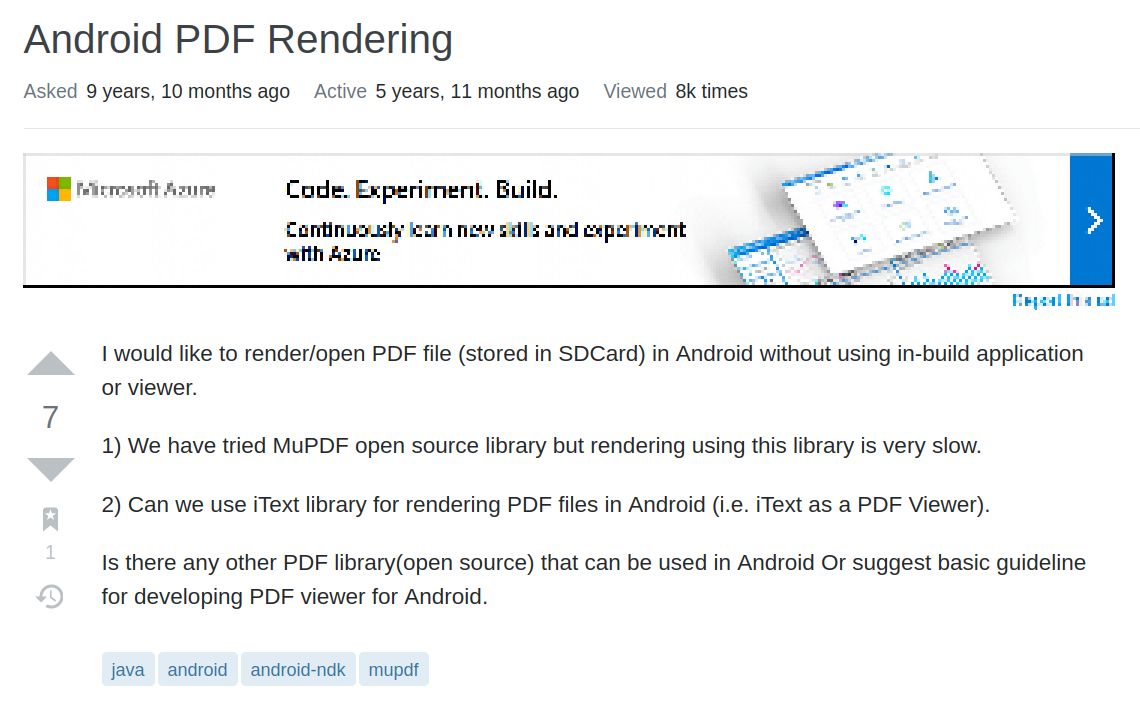 Android PDF Rendering
Asked 9 years, 10 months ago Active 5 years, 11 months ago Viewed 8k times
Microsoft Azure
Code. Experiment. Build.
Continuously learn new skills and experiment
with Azure
Report this ad
7
I would like to render/open PDF file (stored in SDCard) in Android without using in-build application
or viewer.
1) We have tried MuPDF open source library but rendering using this library is very slow.
2) Can we use iText library for rendering PDF files in Android (i.e. iText as a PDF Viewer).
1
Is there any other PDF library(open source) that can be used in Android Or suggest basic guideline
for developing PDF viewer for Android.
java android android-ndk mupdf